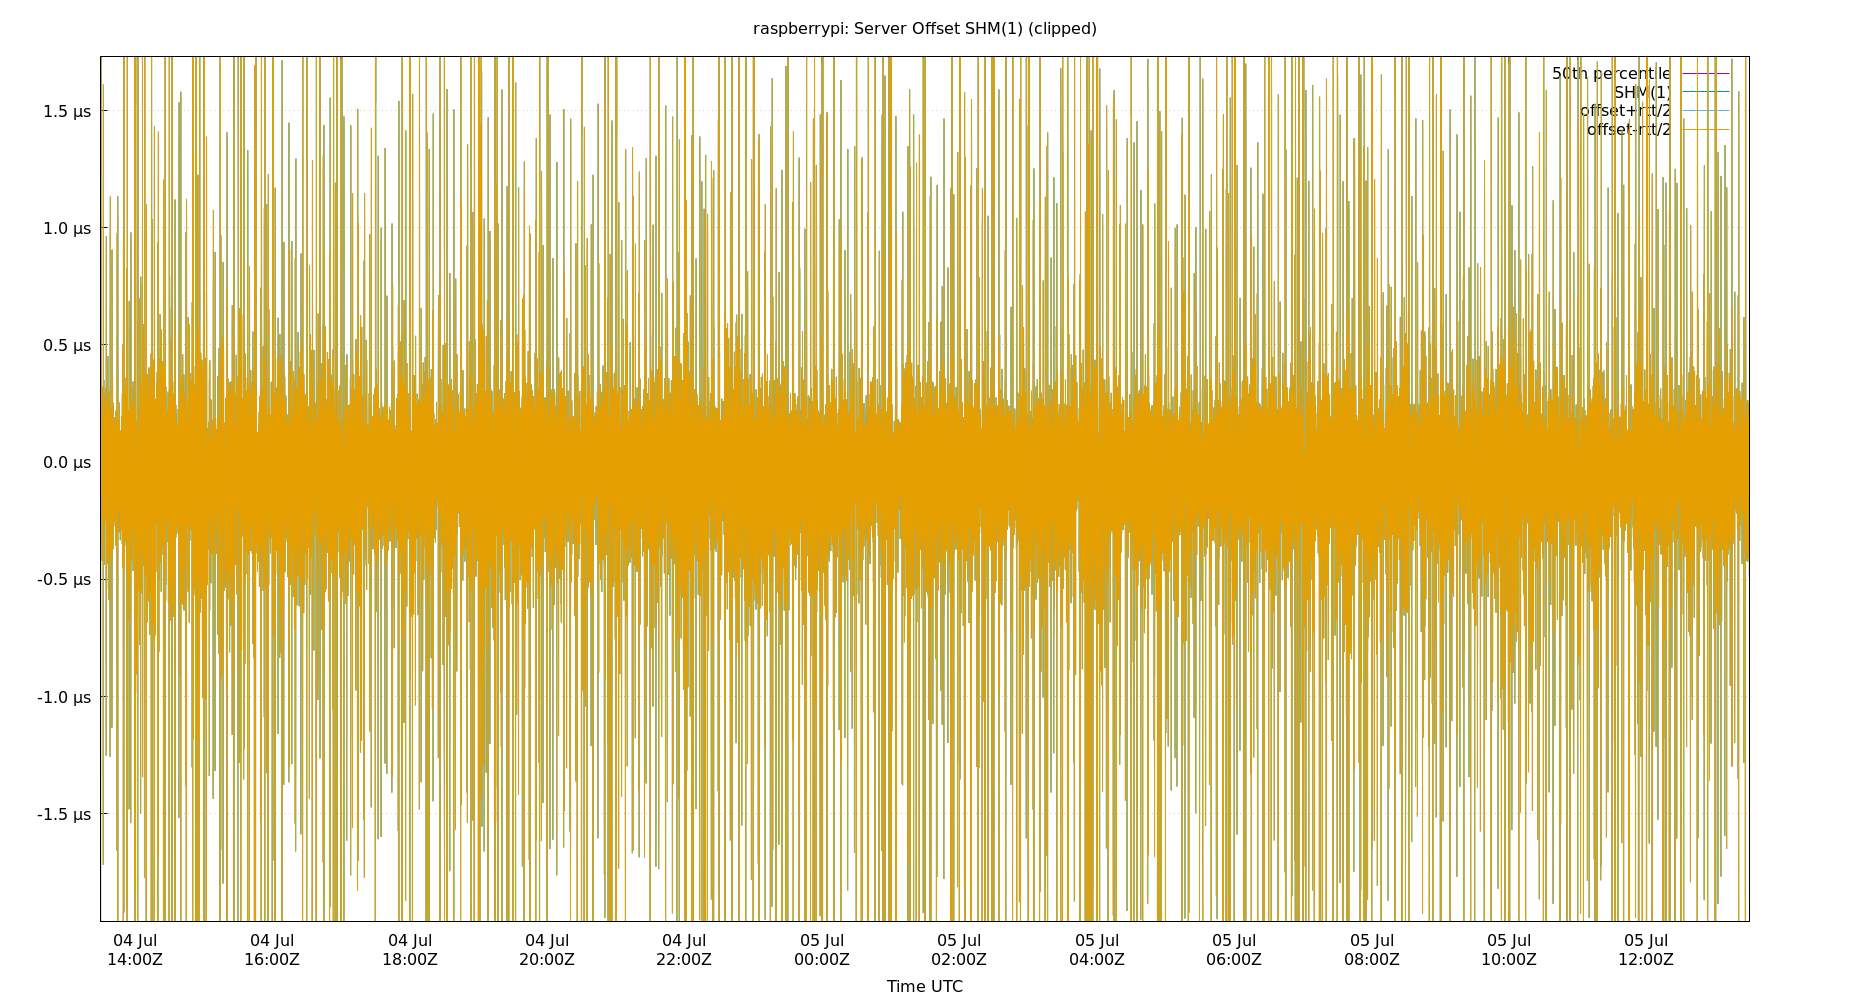 raspberrypi: Server Offset SHM(1) (clipped)
50th percentile
SHM(1)
offset+rtt/2
offset-rtt/2
1.5 µs
1.0 µs
0.5 µs
0.0 µs
-0.5 µs
-1.0 µs
-1.5 µs
04 Jul 04 Jul 04 Jul 04 Jul 04 Jul 05 Jul 05 Jul 05 Jul 05 Jul 05 Jul 05 Jul 05 Jul
14:00Z 16:00Z 18:00Z 20:00Z 22:00Z 00:00Z 02:00Z 04:00Z 06:00Z 08:00Z 10:00Z 12:00Z
Time UTC